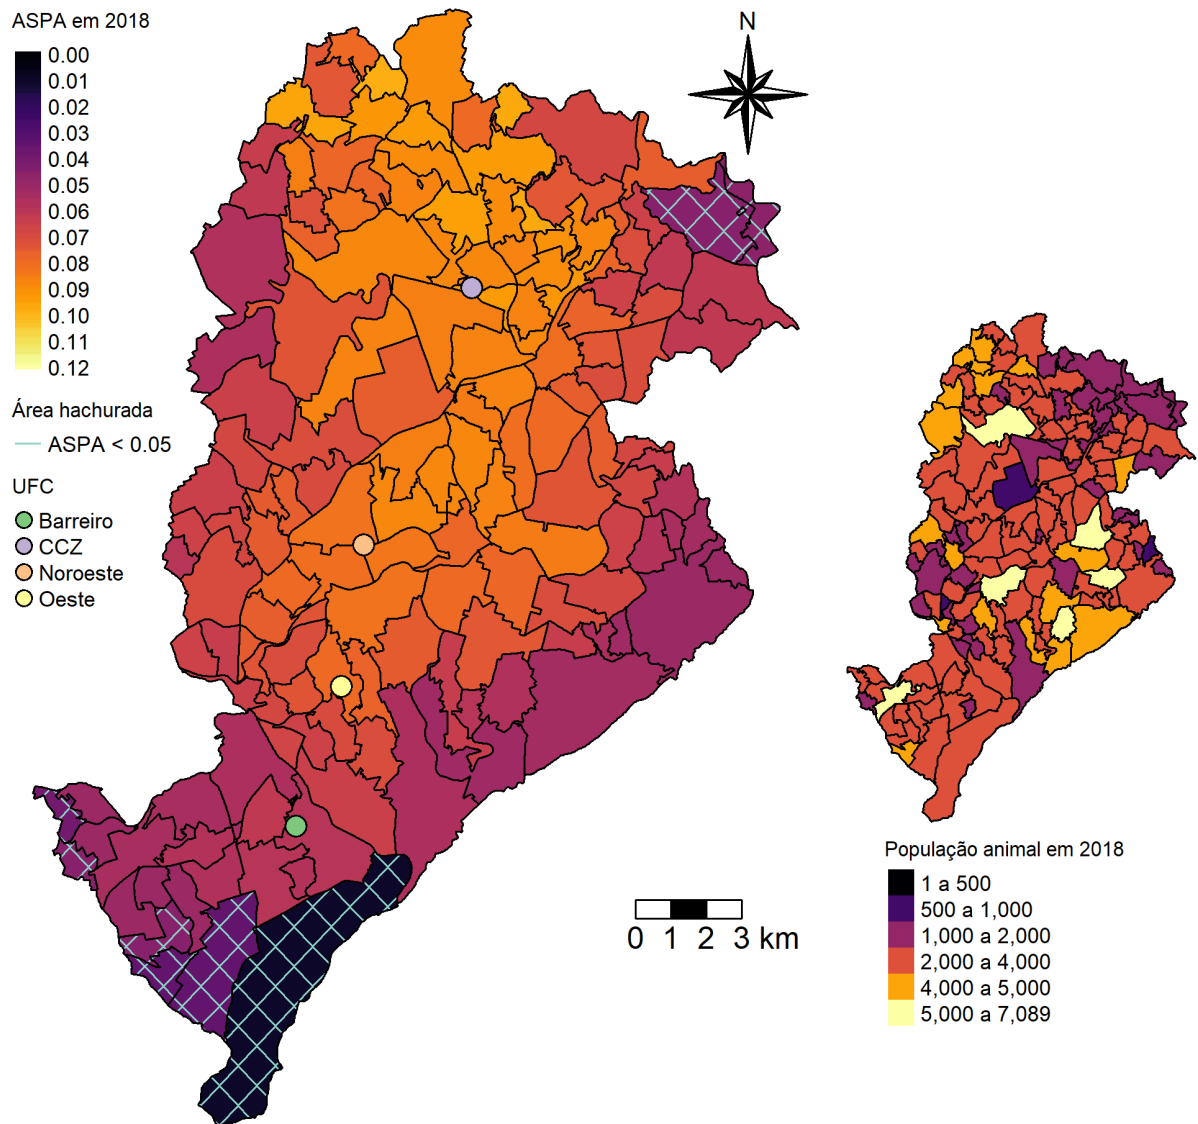 ASPA em 2018
0.00
0.01
0.02
0.03
0.04
0.05
0.06
0.07
0.08
0.09
0.10
0.11
0.12
Área hachurada
ASPA < 0.05
UFC
Barreiro
CCZ
Noroeste
Oeste
N
0 1 2 3 km
População animal em 2018
1 a 500
500 a 1,000
1,000 a 2,000
2,000 a 4,000
4,000 a 5,000
5,000 a 7,089